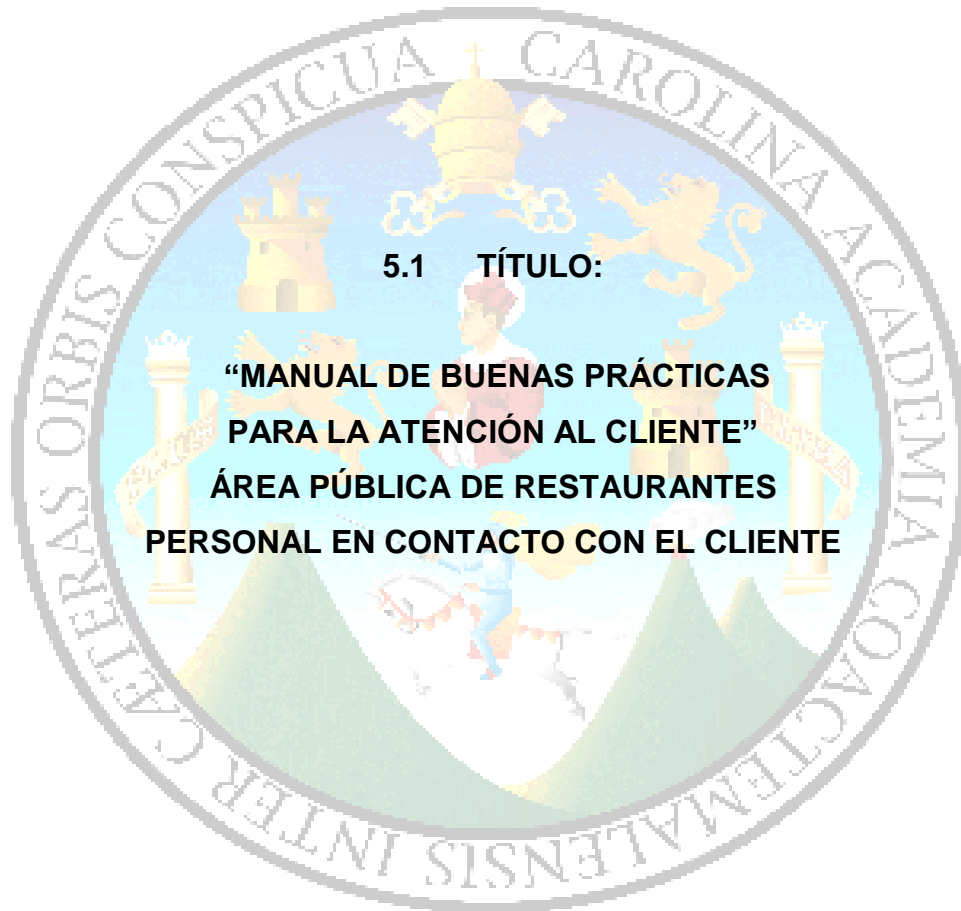 5.1 TÍTULO:
“MANUAL DE BUENAS PRÁCTICAS
PARA LA ATENCIÓN AL CLIENTE”
ÁREA PÚBLICA DE RESTAURANTES
PERSONAL EN CONTACTO CON EL CLIENTE
CAROLINA ACADEMIA COACTEMALENSIS INTER CÆTERAS ORBIS CONSPICUA